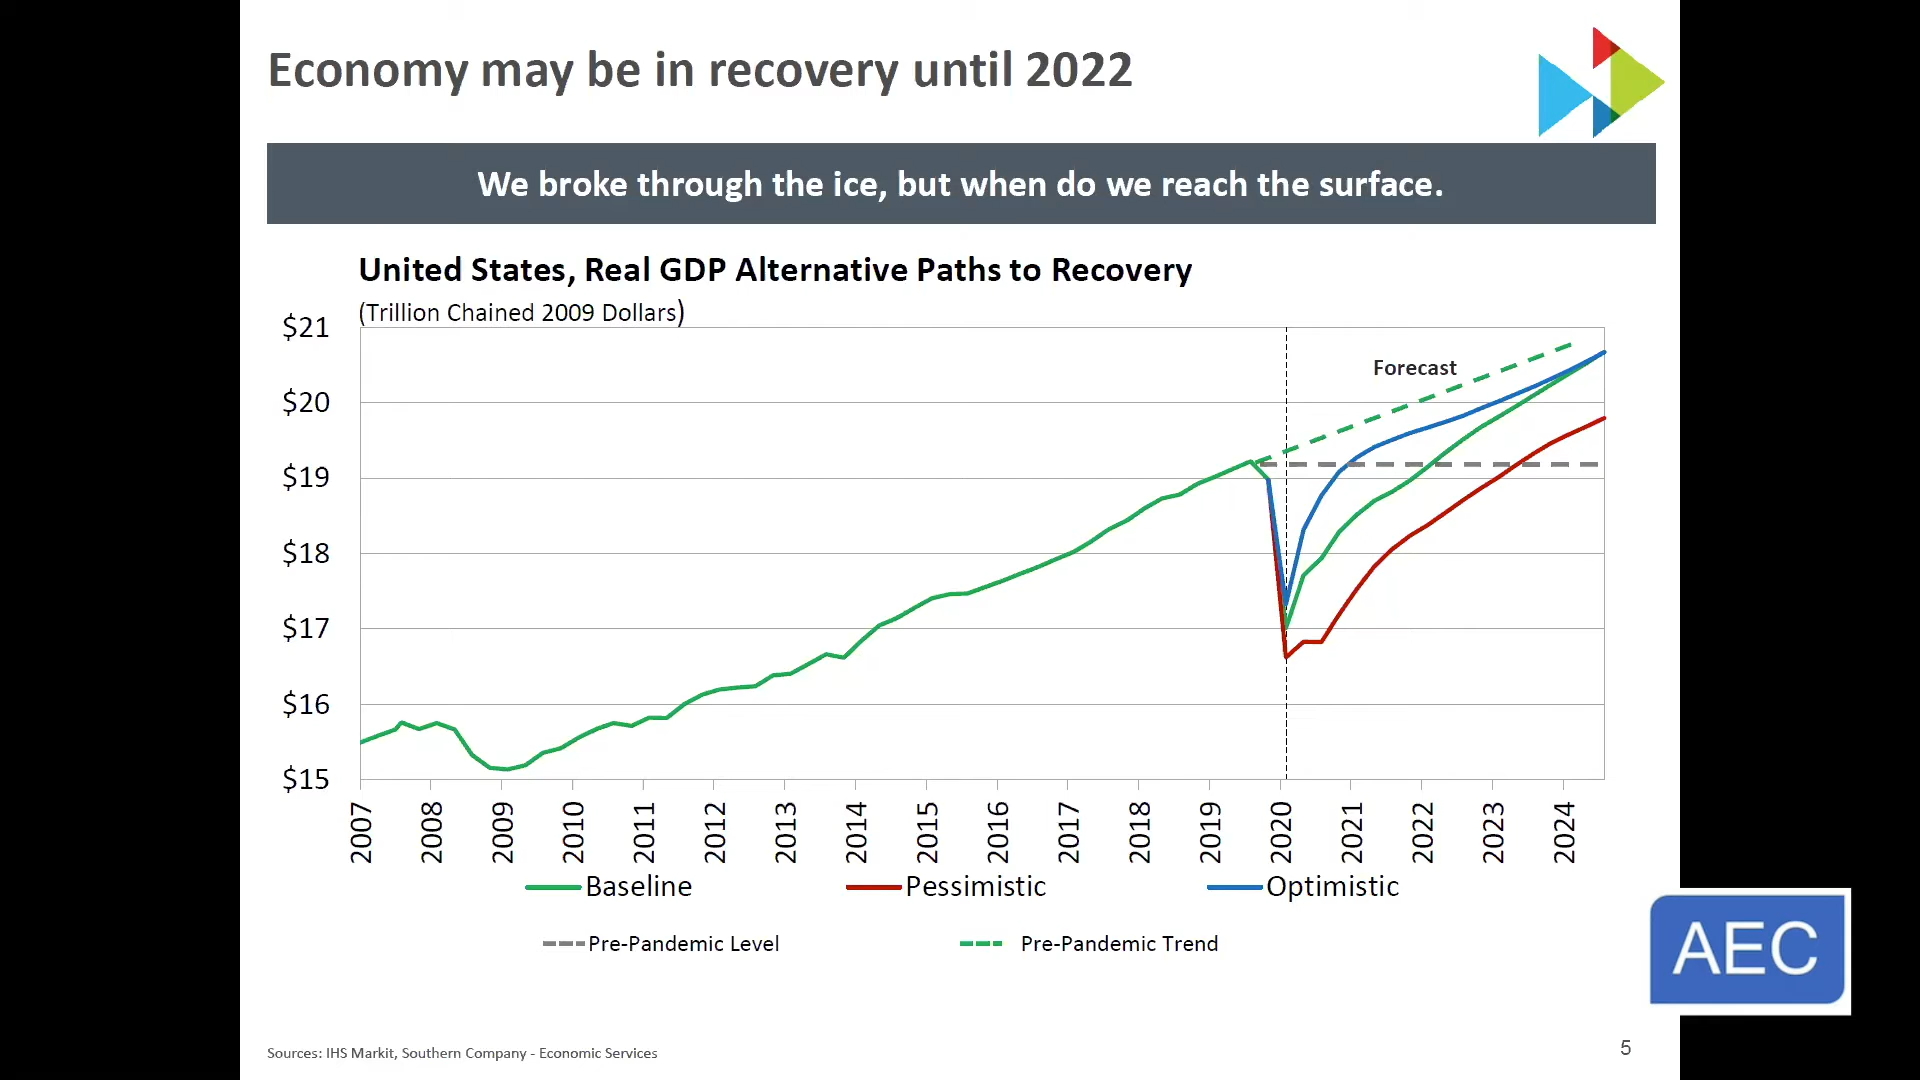 Economy may be in recovery until 2022
We broke through the ice, but when do we reach the surface.
United States, Real GDP Alternative Paths to Recovery
(Trillion Chained 2009 Dollars)
$21
$20
$19
$18
$17
$16
$15
Forecast
2007
2008
2009
2010
2011
2012
2013
2014
2015
2016
2017
2018
2019
2020
2021
2022
2023
2024
Baseline
Pessimistic
Optimistic
Pre-Pandemic Level
Pre-Pandemic Trend
AEC
Sources: IHS Markit, Southern Company - Economic Services
5